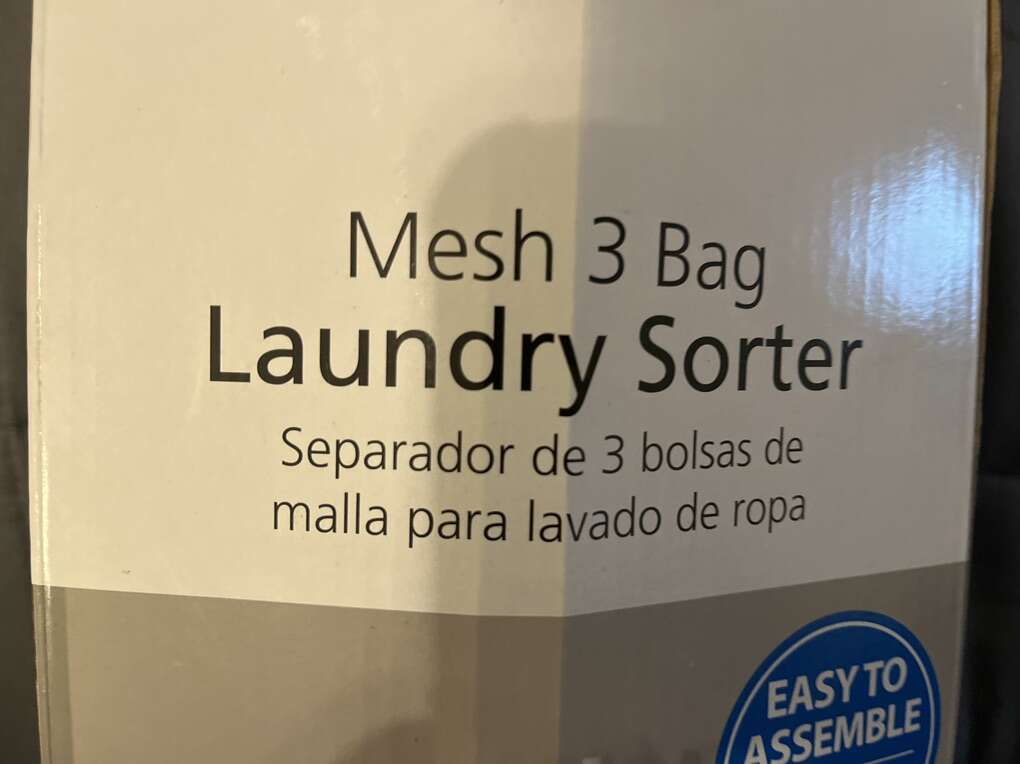 Mesh 3 Bag
Laundry Sorter
Separador de 3 bolsas de
malla para lavado de ropa
EASY TO
ASSEMBLE